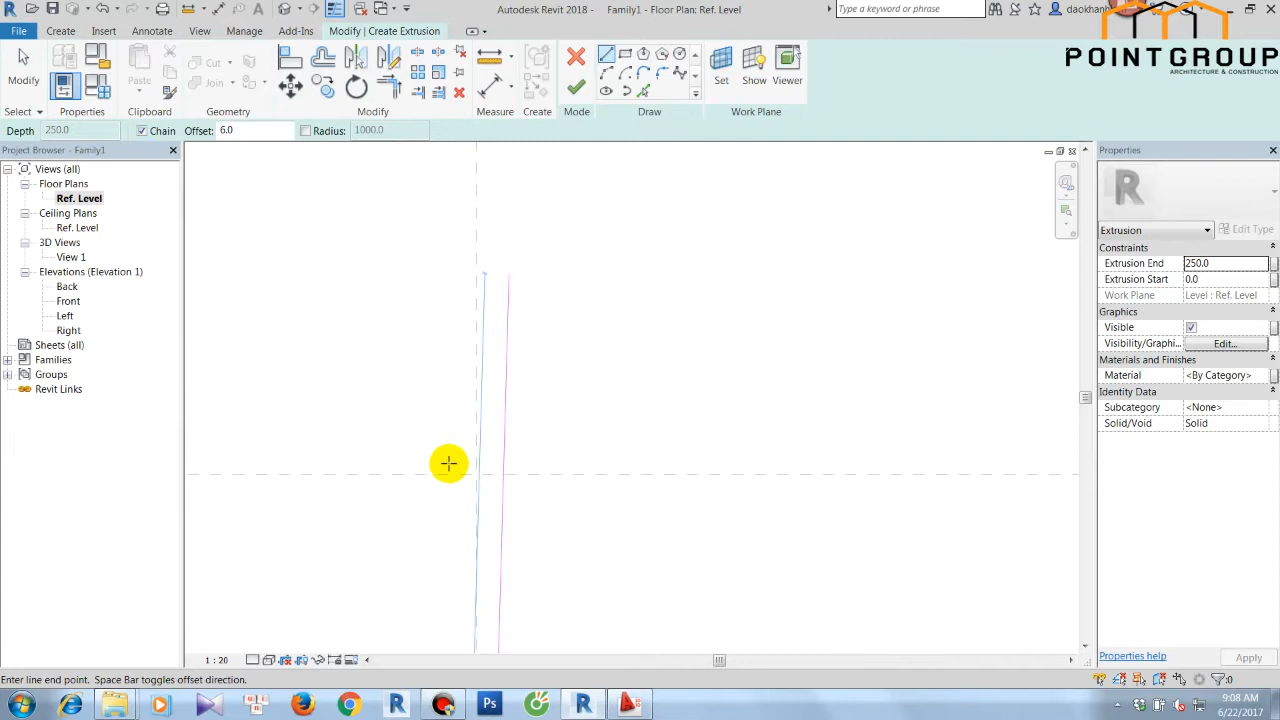 Autodesk Revit 2018 - Family1 - Floor Plan: Ref. Level
Type a keyword or phrase
daokhan
File Create Insert Annotate View Manage Add-Ins Modify | Create Extrusion
POINTGROUP
ARCHITECTURE & CONSTRUCTION
Modify
Paste
Cut
Join
Set Show Viewer
Select Properties Clipboard Geometry Modify Measure Create Mode Draw Work Plane
Depth 250.0 Chain Offset: 6.0 Radius: 1000.0
Project Browser - Family1
Views (all)
Floor Plans
Ref. Level
Ceiling Plans
Ref. Level
3D Views
View 1
Elevations (Elevation 1)
Back
Front
Left
Right
Sheets (all)
Families
Groups
Revit Links
Properties
Extrusion Edit Type
Constraints
Extrusion End 250.0
Extrusion Start 0.0
Work Plane Level : Ref. Level
Graphics
Visible
Visibility/Graphi... Edit...
Materials and Finishes
Material <By Category>
Identity Data
Subcategory <None>
Solid/Void Solid
Properties help Apply
1 : 20
Enter line end point. Space Bar toggles offset direction.
:0
9:08 AM
6/22/2017